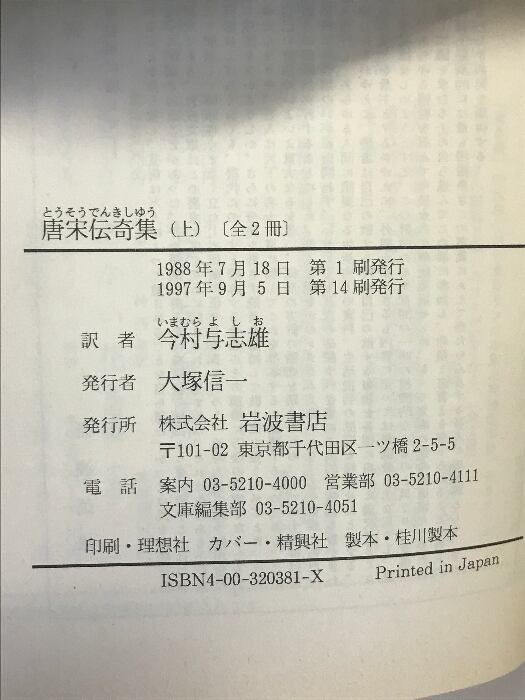 とうそうでんきしゆう
唐宋伝奇集(上)〔全2冊〕
1988年7月18日 第1刷発行
1997年9月5日 第14刷発行
いまむら よしお
訳者 今村与志雄
発行者 大塚信一
発行所 株式会社 岩波書店
〒101-02 東京都千代田区一ツ橋2-5-5
電話 案内 03-5210-4000 営業部 03-5210-4111
文庫編集部 03-5210-4051
印刷・理想社 カバー・精興社 製本・桂川製本
ISBN4-00-320381-X Printed in Japan